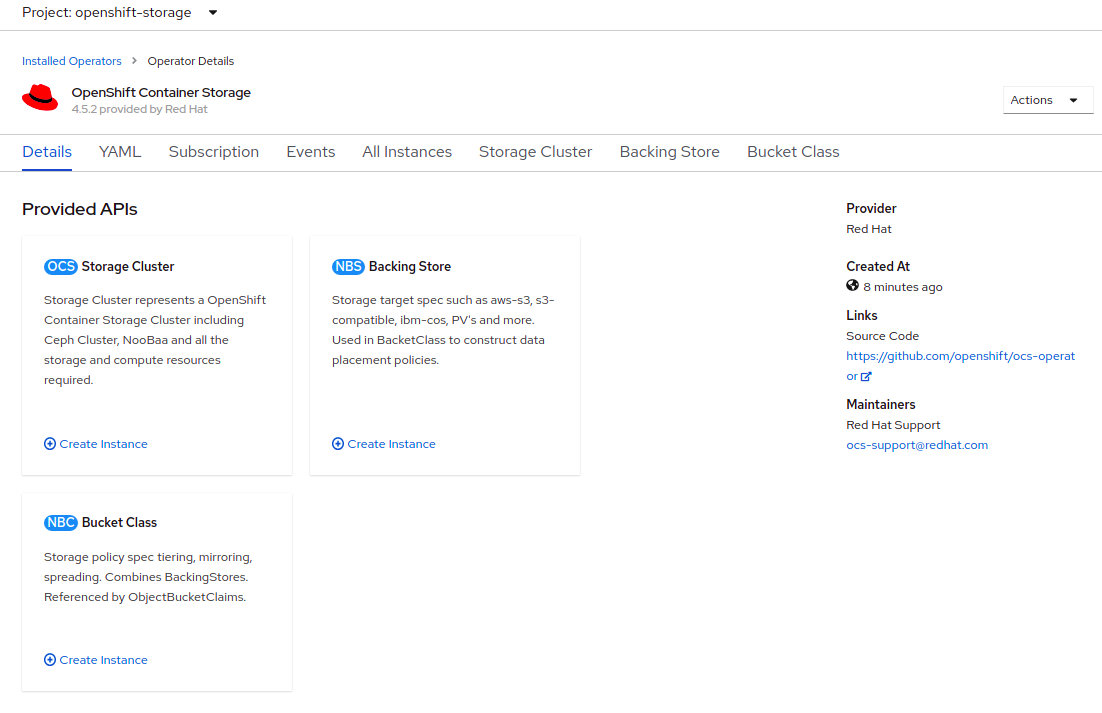 Project: openshift-storage
Installed Operators > Operator Details
OpenShift Container Storage
4.5.2 provided by Red Hat
Actions
Details YAML Subscription Events All Instances Storage Cluster Backing Store Bucket Class
Provided APIs
OCS Storage Cluster
Storage Cluster represents a OpenShift
Container Storage Cluster including
Ceph Cluster, NooBaa and all the
storage and compute resources
required.
Create Instance
NBS Backing Store
Storage target spec such as aws-s3, s3-
compatible, ibm-cos, PV's and more.
Used in BacketClass to construct data
placement policies.
Create Instance
NBC Bucket Class
Storage policy spec tiering, mirroring,
spreading. Combines BackingStores.
Referenced by ObjectBucketClaims.
Create Instance
Provider
Red Hat
Created At
8 minutes ago
Links
Source Code
https://github.com/openshift/ocs-operat
or
Maintainers
Red Hat Support
ocs-support@redhat.com